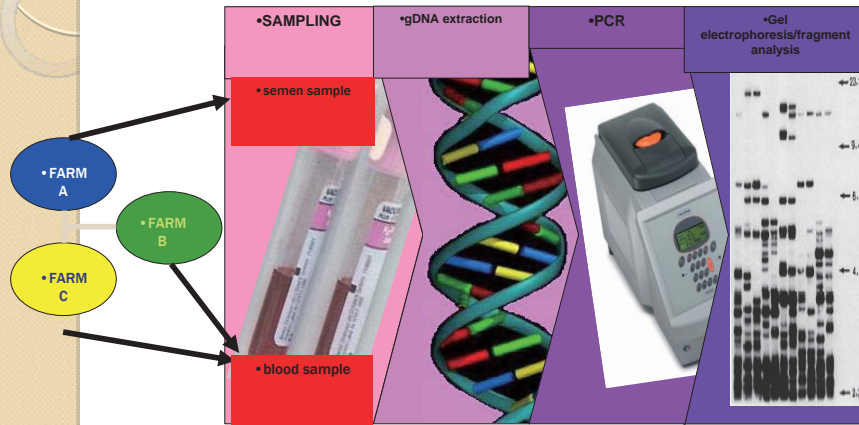 •SAMPLING
•gDNA extraction
•PCR
•Gel
electrophoresis/fragment
analysis
•semen sample
•FARM
A
•FARM
B
•FARM
C
•blood sample